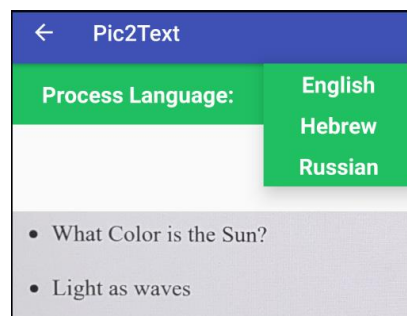 Pic2Text
Process Language:
English
Hebrew
Russian
• What Color is the Sun?
• Light as waves